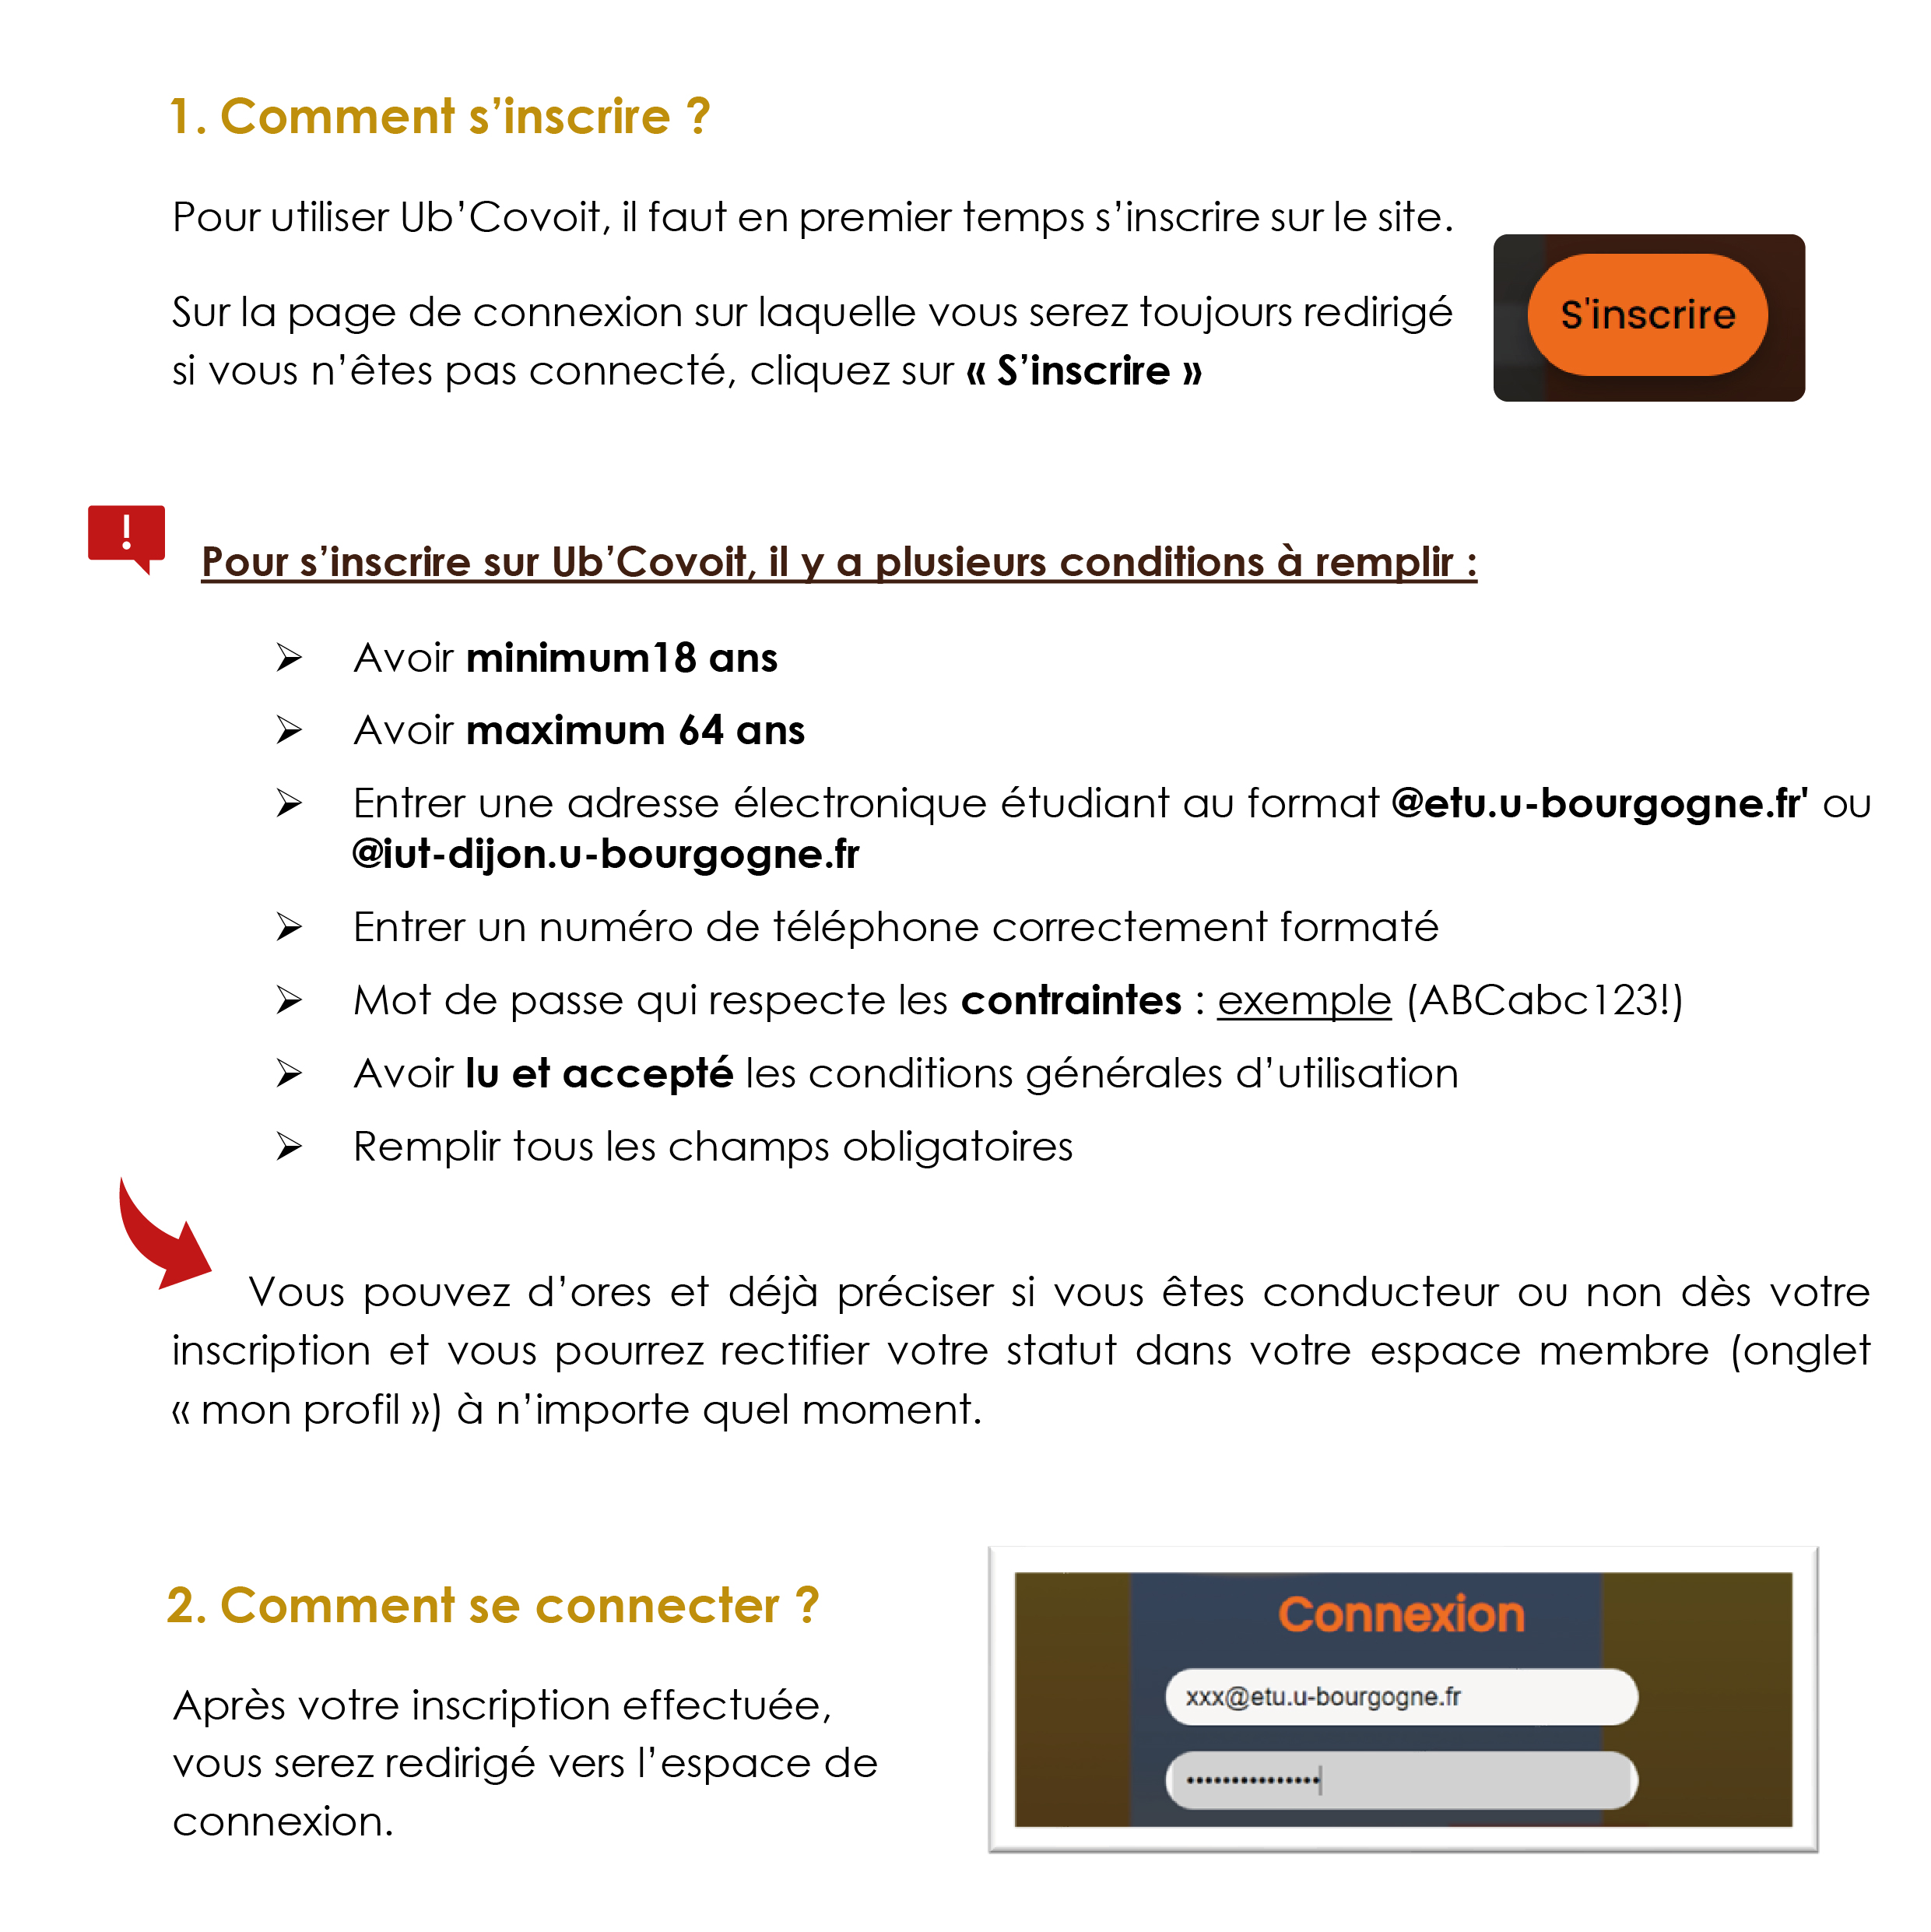 1. Comment s’inscrire ?
Pour utiliser Ub’Covoit, il faut en premier temps s’inscrire sur le site.
Sur la page de connexion sur laquelle vous serez toujours redirigé
si vous n’êtes pas connecté, cliquez sur « S’inscrire »
S'inscrire
!
Pour s’inscrire sur Ub’Covoit, il y a plusieurs conditions à remplir :
➢ Avoir minimum18 ans
➢ Avoir maximum 64 ans
➢ Entrer une adresse électronique étudiant au format @etu.u-bourgogne.fr' ou
@iut-dijon.u-bourgogne.fr
➢ Entrer un numéro de téléphone correctement formaté
➢ Mot de passe qui respecte les contraintes : exemple (ABCabc123!)
➢ Avoir lu et accepté les conditions générales d’utilisation
➢ Remplir tous les champs obligatoires
Vous pouvez d’ores et déjà préciser si vous êtes conducteur ou non dès votre
inscription et vous pourrez rectifier votre statut dans votre espace membre (onglet
« mon profil ») à n’importe quel moment.
2. Comment se connecter ?
Après votre inscription effectuée,
vous serez redirigé vers l’espace de
connexion.
Connexion
xxx@etu.u-bourgogne.fr
•••••••••••••••